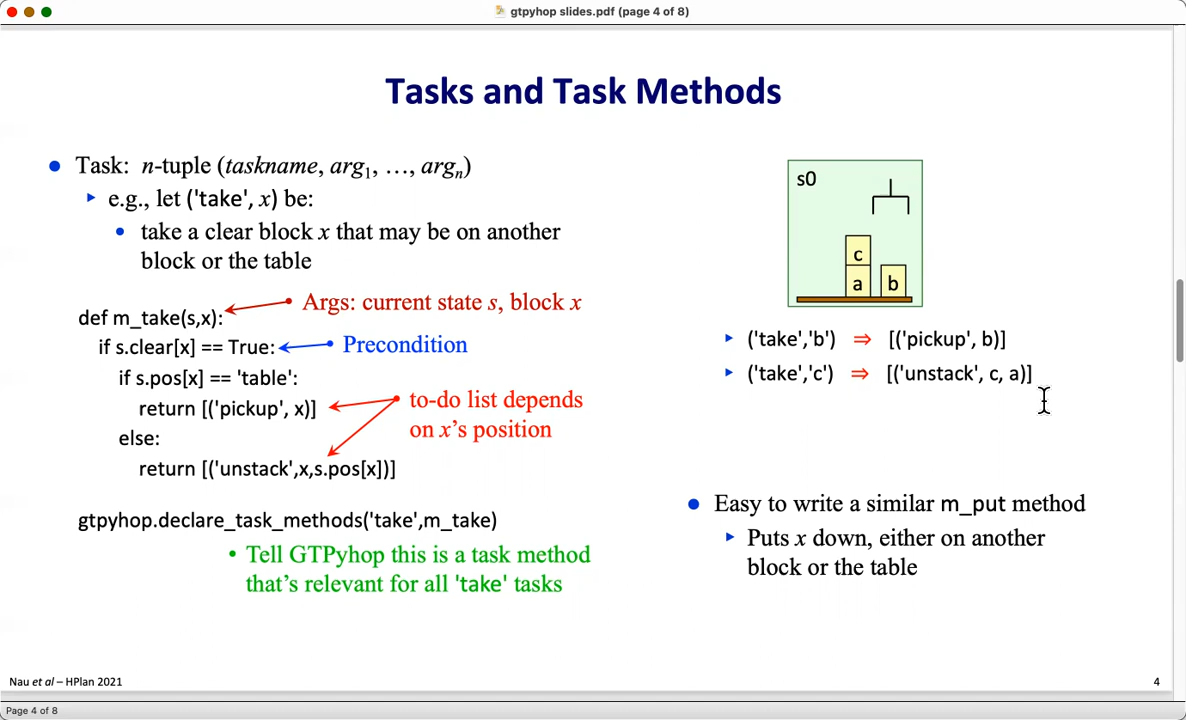 gtpyhop slides.pdf (page 4 of 8)
Tasks and Task Methods
• Task: n-tuple (taskname, arg₁, …, argₙ)
▸ e.g., let ('take', x) be:
• take a clear block x that may be on another
block or the table
def m_take(s,x):
Args: current state s, block x
if s.clear[x] == True:
Precondition
if s.pos[x] == 'table':
return [('pickup', x)]
to-do list depends
on x’s position
else:
return [('unstack',x,s.pos[x])]
gtpyhop.declare_task_methods('take',m_take)
• Tell GTPyhop this is a task method
that’s relevant for all 'take' tasks
s0
c
a
b
▸ ('take','b') ⇒ [('pickup', b)]
▸ ('take','c') ⇒ [('unstack', c, a)]
• Easy to write a similar m_put method
▸ Puts x down, either on another
block or the table
Nau et al – HPlan 2021
4
Page 4 of 8